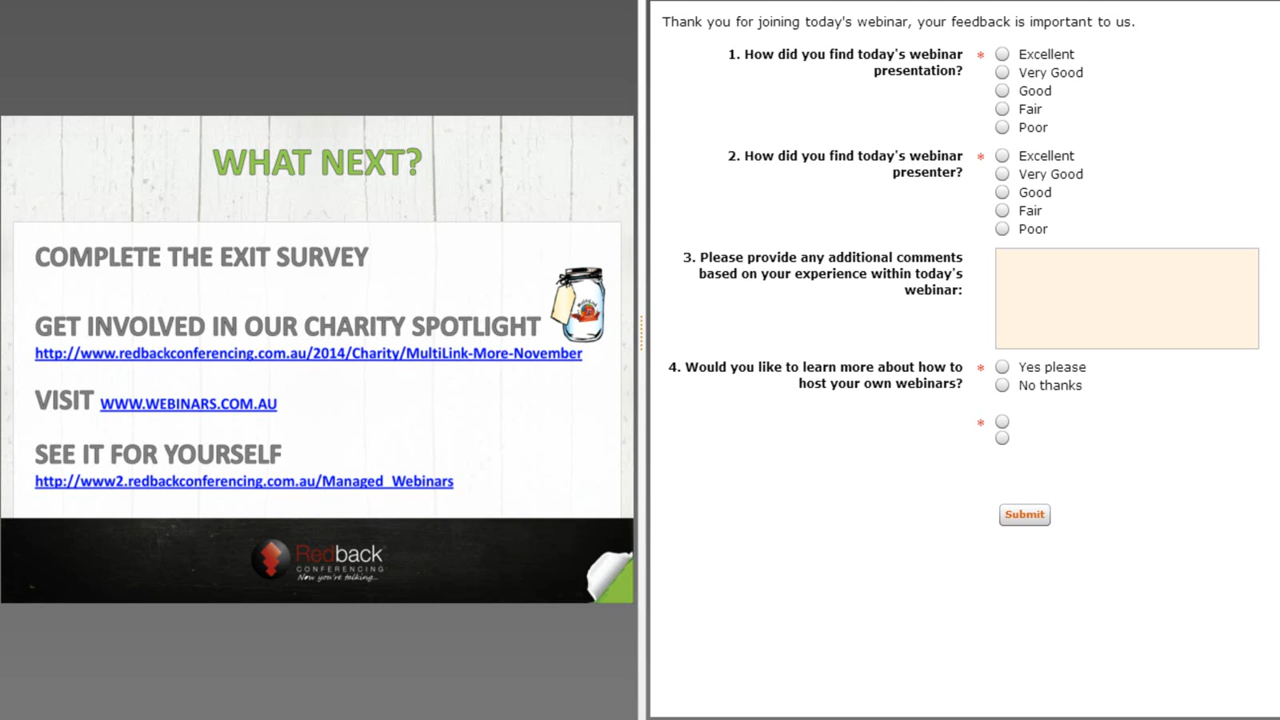 WHAT NEXT?
COMPLETE THE EXIT SURVEY
GET INVOLVED IN OUR CHARITY SPOTLIGHT
http://www.redbackconferencing.com.au/2014/Charity/MultiLink-More-November
VISIT WWW.WEBINARS.COM.AU
SEE IT FOR YOURSELF
http://www2.redbackconferencing.com.au/Managed_Webinars
Redback
CONFERENCING
Now you're talking...
Thank you for joining today's webinar, your feedback is important to us.
1. How did you find today's webinar
presentation?
* Excellent
Very Good
Good
Fair
Poor
2. How did you find today's webinar
presenter?
* Excellent
Very Good
Good
Fair
Poor
3. Please provide any additional comments
based on your experience within today's
webinar:
4. Would you like to learn more about how to
host your own webinars?
* Yes please
No thanks
*
Submit